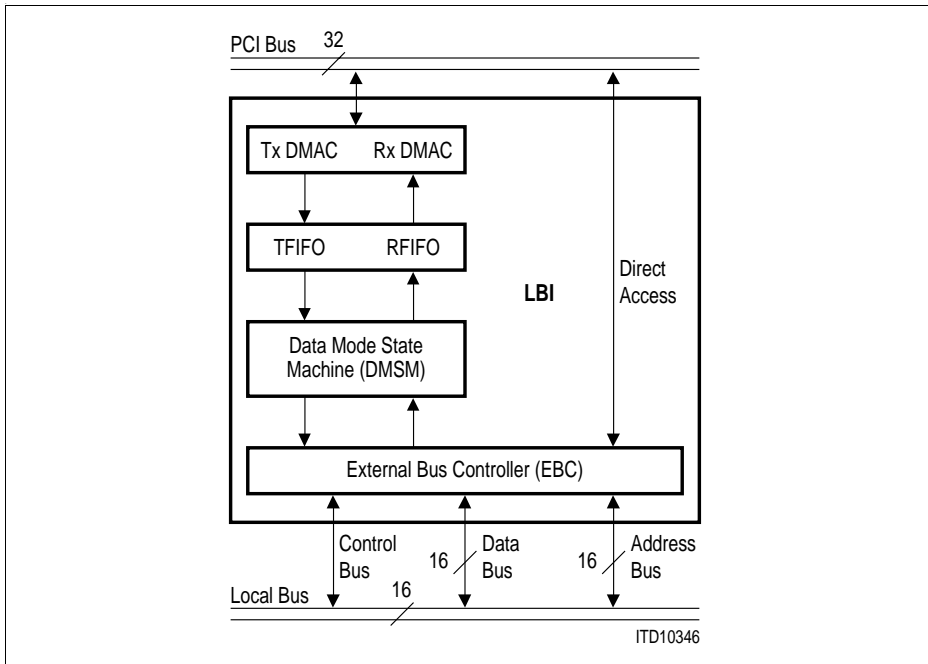 PCI Bus 32
Tx DMAC Rx DMAC
TFIFO RFIFO
Direct
Access
LBI
Data Mode State
Machine (DMSM)
External Bus Controller (EBC)
Control
Bus
16
Data
Bus
16
Address
Bus
Local Bus 16
ITD10346